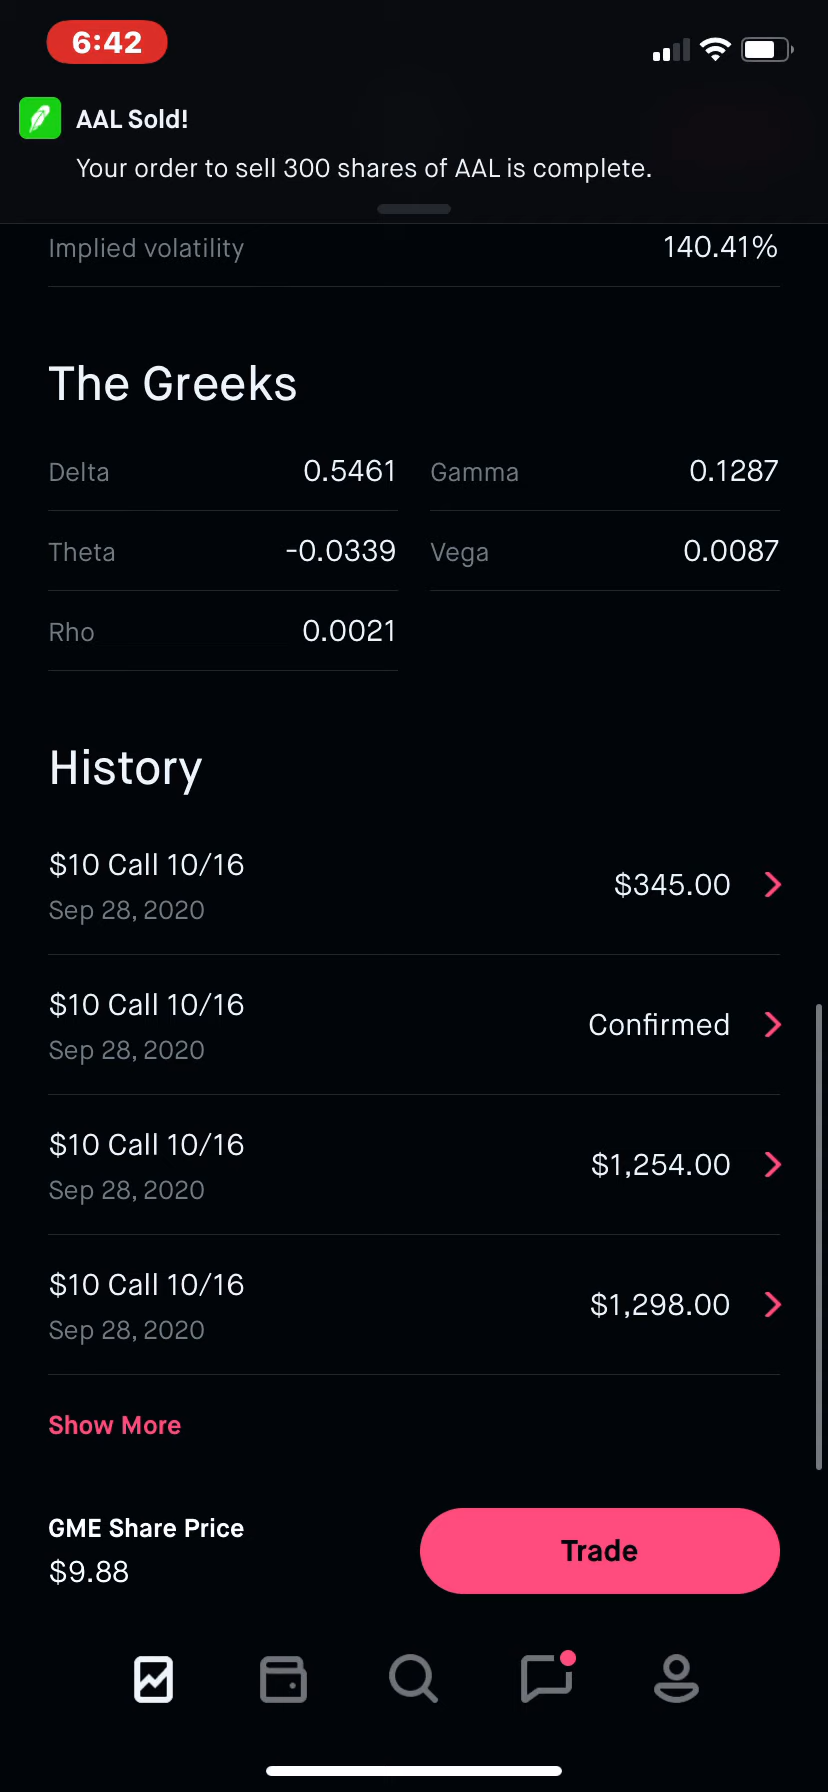 6:42
AAL Sold!
Your order to sell 300 shares of AAL is complete.
Implied volatility 140.41%
The Greeks
Delta 0.5461 Gamma 0.1287
Theta -0.0339 Vega 0.0087
Rho 0.0021
History
$10 Call 10/16
$345.00
Sep 28, 2020
$10 Call 10/16
Confirmed
Sep 28, 2020
$10 Call 10/16
$1,254.00
Sep 28, 2020
$10 Call 10/16
$1,298.00
Sep 28, 2020
Show More
GME Share Price
$9.88
Trade